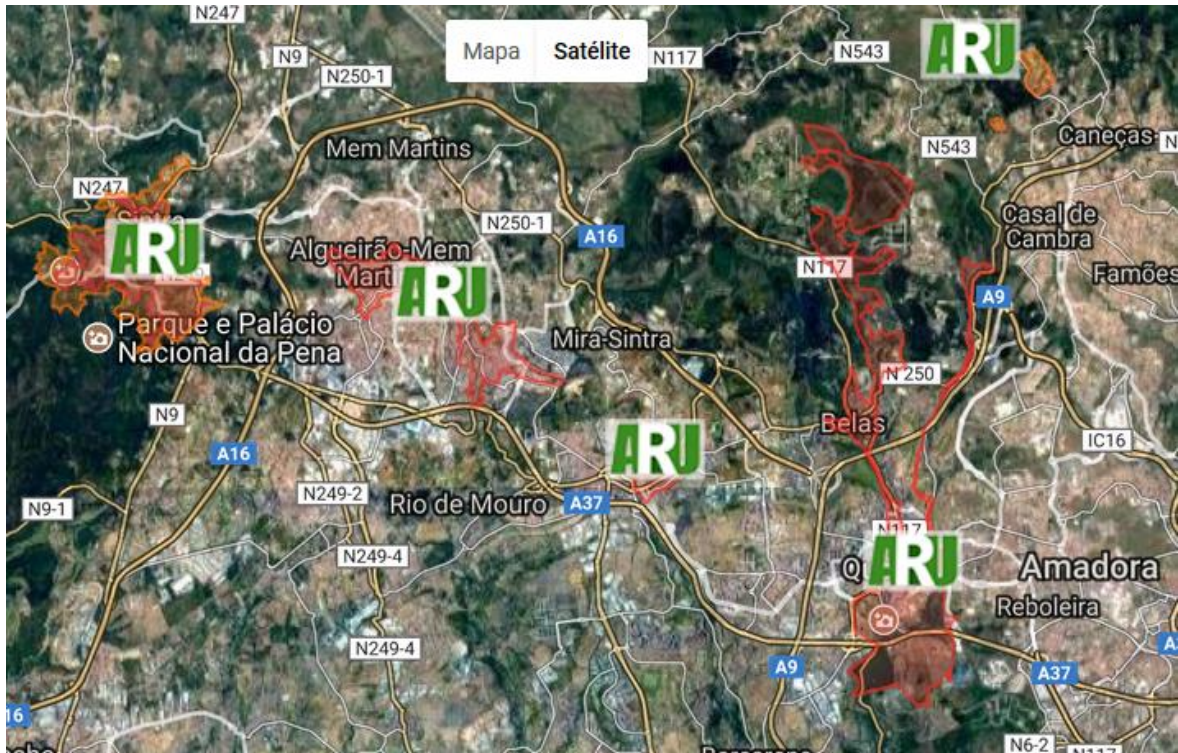 N247
N9
N250-1
Mapa
Satélite
N117
N543
ARU
Mem Martins
N543
Caneças
N247
N250-1
A16
Casal de
Cambra
ARU
Algueirão-Mem
Marti
ARU
N117
Famões
A9
Parque e Palácio
Nacional da Pena
Mira-Sintra
N 250
N9
Belas
A16
ARU
IC16
N249-2
Rio de Mouro
A37
N9-1
N117
N249-4
Q
ARU
Amadora
Reboleira
N249-4
A9
A37
16
N6-2
N117